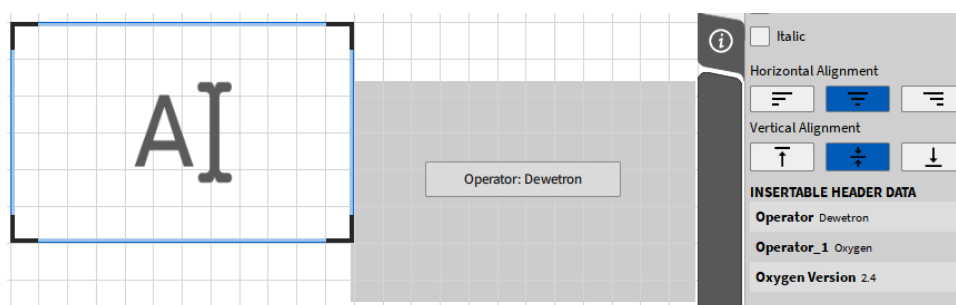 AI
Operator: Dewetron
Italic
Horizontal Alignment
Vertical Alignment
INSERTABLE HEADER DATA
Operator Dewetron
Operator_1 Oxygen
Oxygen Version 2.4